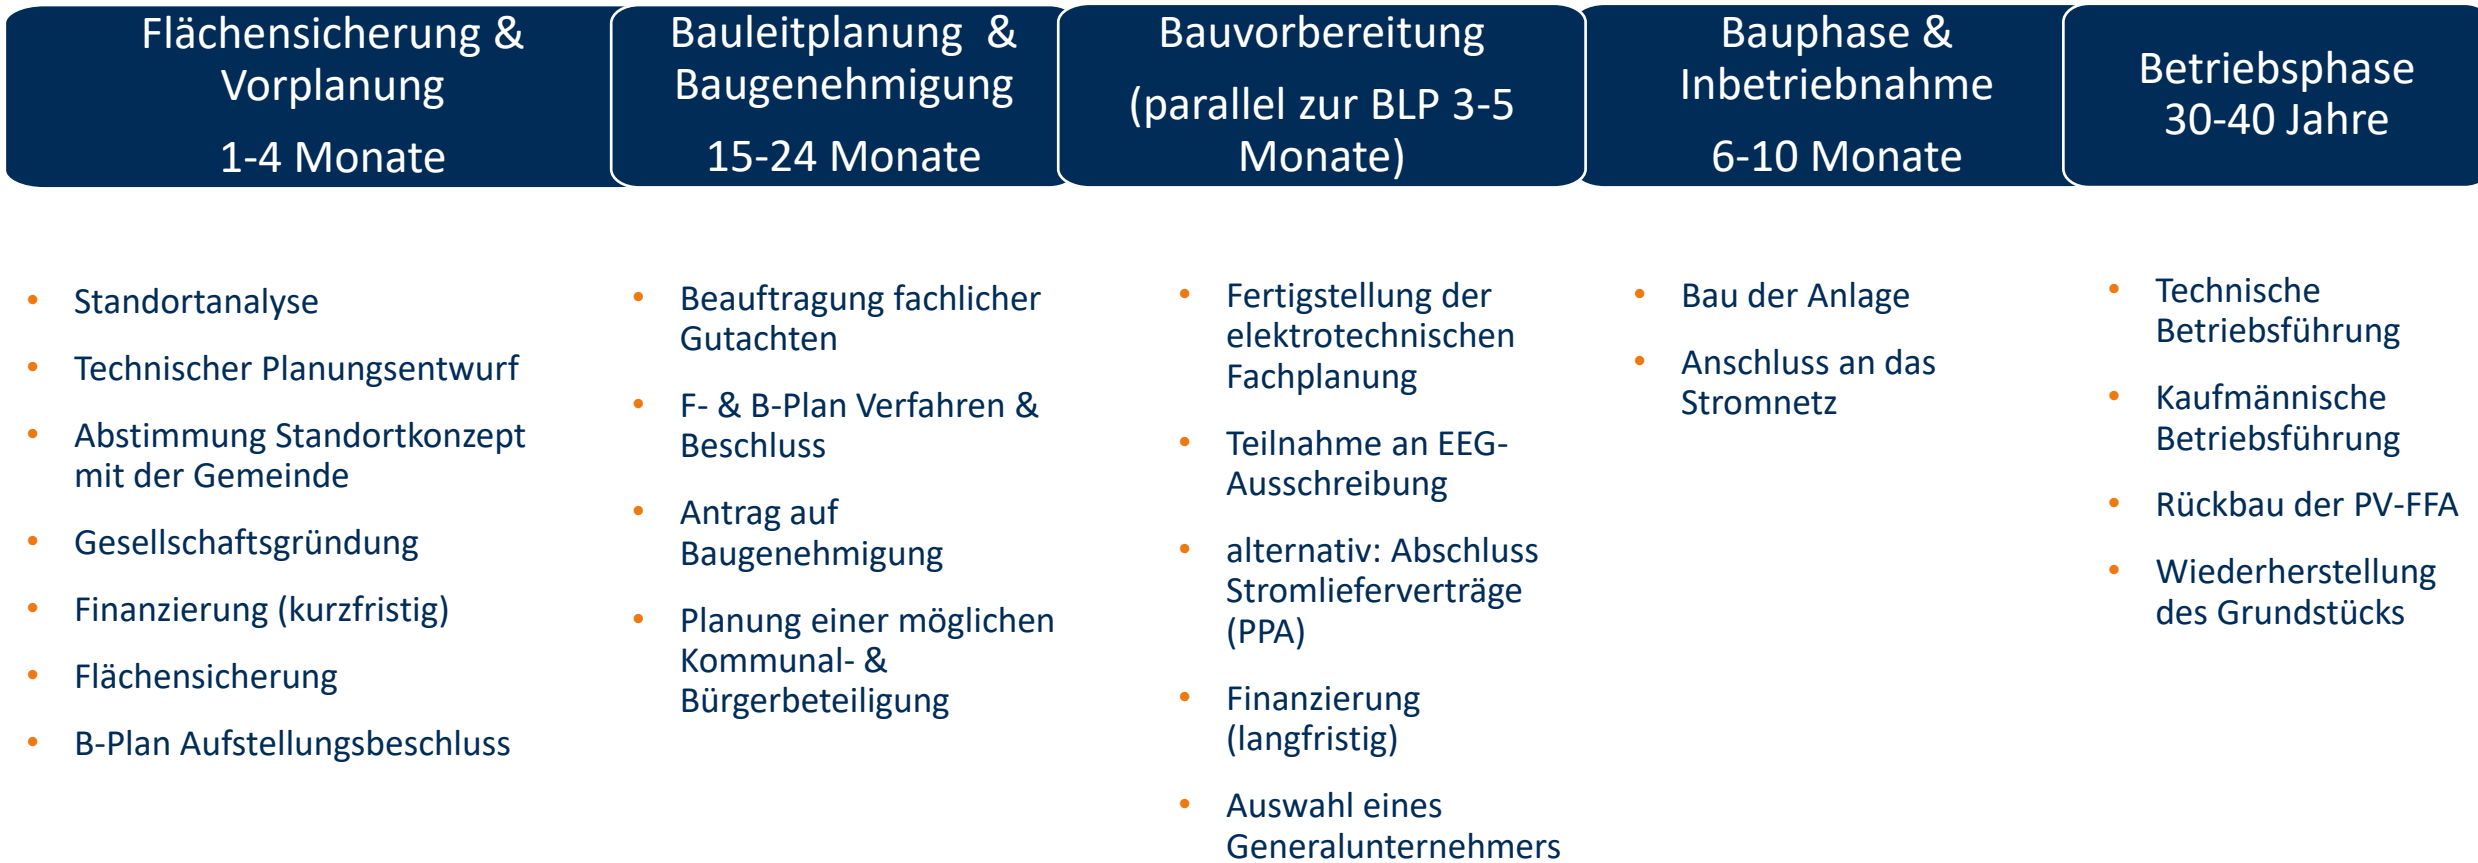 Flächensicherung &
Vorplanung
1-4 Monate
Bauleitplanung &
Baugenehmigung
15-24 Monate
Bauvorbereitung
(parallel zur BLP 3-5
Monate)
Bauphase &
Inbetriebnahme
6-10 Monate
Betriebsphase
30-40 Jahre
• Standortanalyse
• Technischer Planungsentwurf
• Abstimmung Standortkonzept
mit der Gemeinde
• Gesellschaftsgründung
• Finanzierung (kurzfristig)
• Flächensicherung
• B-Plan Aufstellungsbeschluss
• Beauftragung fachlicher
Gutachten
• F- & B-Plan Verfahren &
Beschluss
• Antrag auf
Baugenehmigung
• Planung einer möglichen
Kommunal- &
Bürgerbeteiligung
• Fertigstellung der
elektrotechnischen
Fachplanung
• Teilnahme an EEG-
Ausschreibung
• alternativ: Abschluss
Stromlieferverträge
(PPA)
• Finanzierung
(langfristig)
• Auswahl eines
Generalunternehmers
• Bau der Anlage
• Anschluss an das
Stromnetz
• Technische
Betriebsführung
• Kaufmännische
Betriebsführung
• Rückbau der PV-FFA
• Wiederherstellung
des Grundstücks